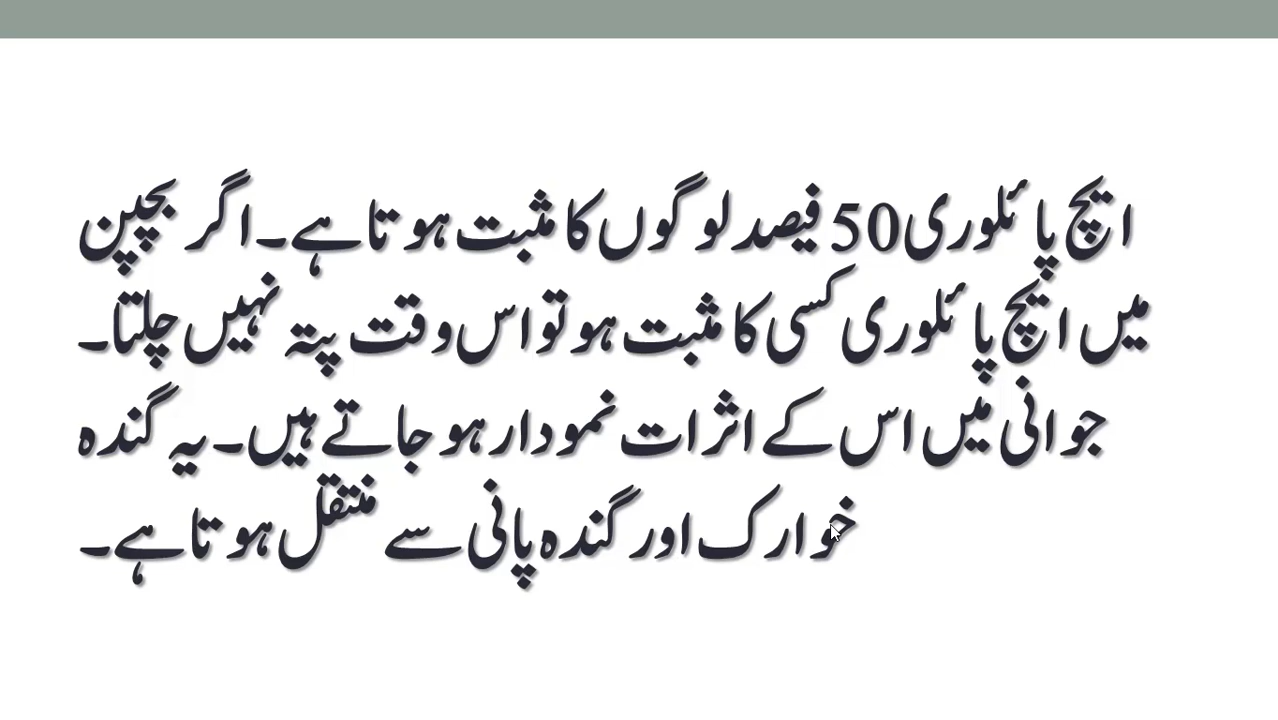 ایچ پائلوری50 فیصد لوگوں کا مثبت ہوتا ہے۔ اگر بچپن
میں ایچ پائلوری کسی کا مثبت ہو تو اس وقت پتہ نہیں چلتا۔
جوانی میں اس کے اثرات نمودار ہو جاتے ہیں۔ یہ گندہ
خوارک اور گندہ پانی سے منتقل ہوتا ہے۔